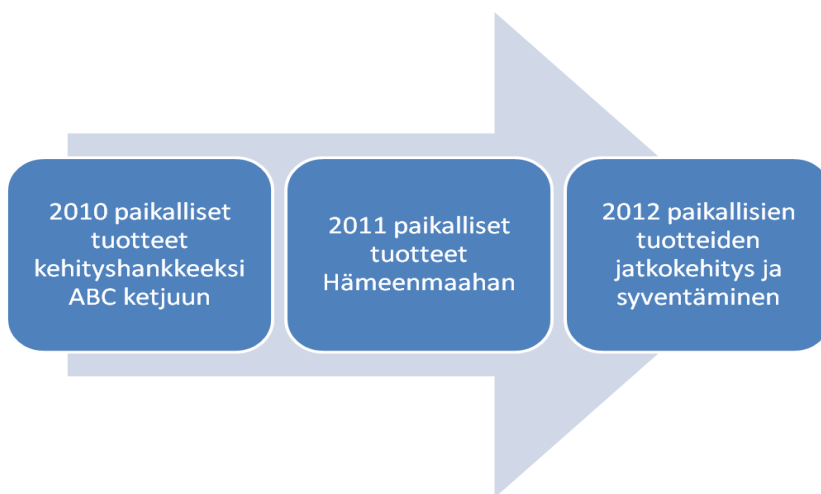 2010 paikalliset
tuotteet
kehityshankkeeksi
ABC ketjuun
2011 paikalliset
tuotteet
Hämeenmaahan
2012 paikallisien
tuotteiden
jatkokehitys ja
syventäminen